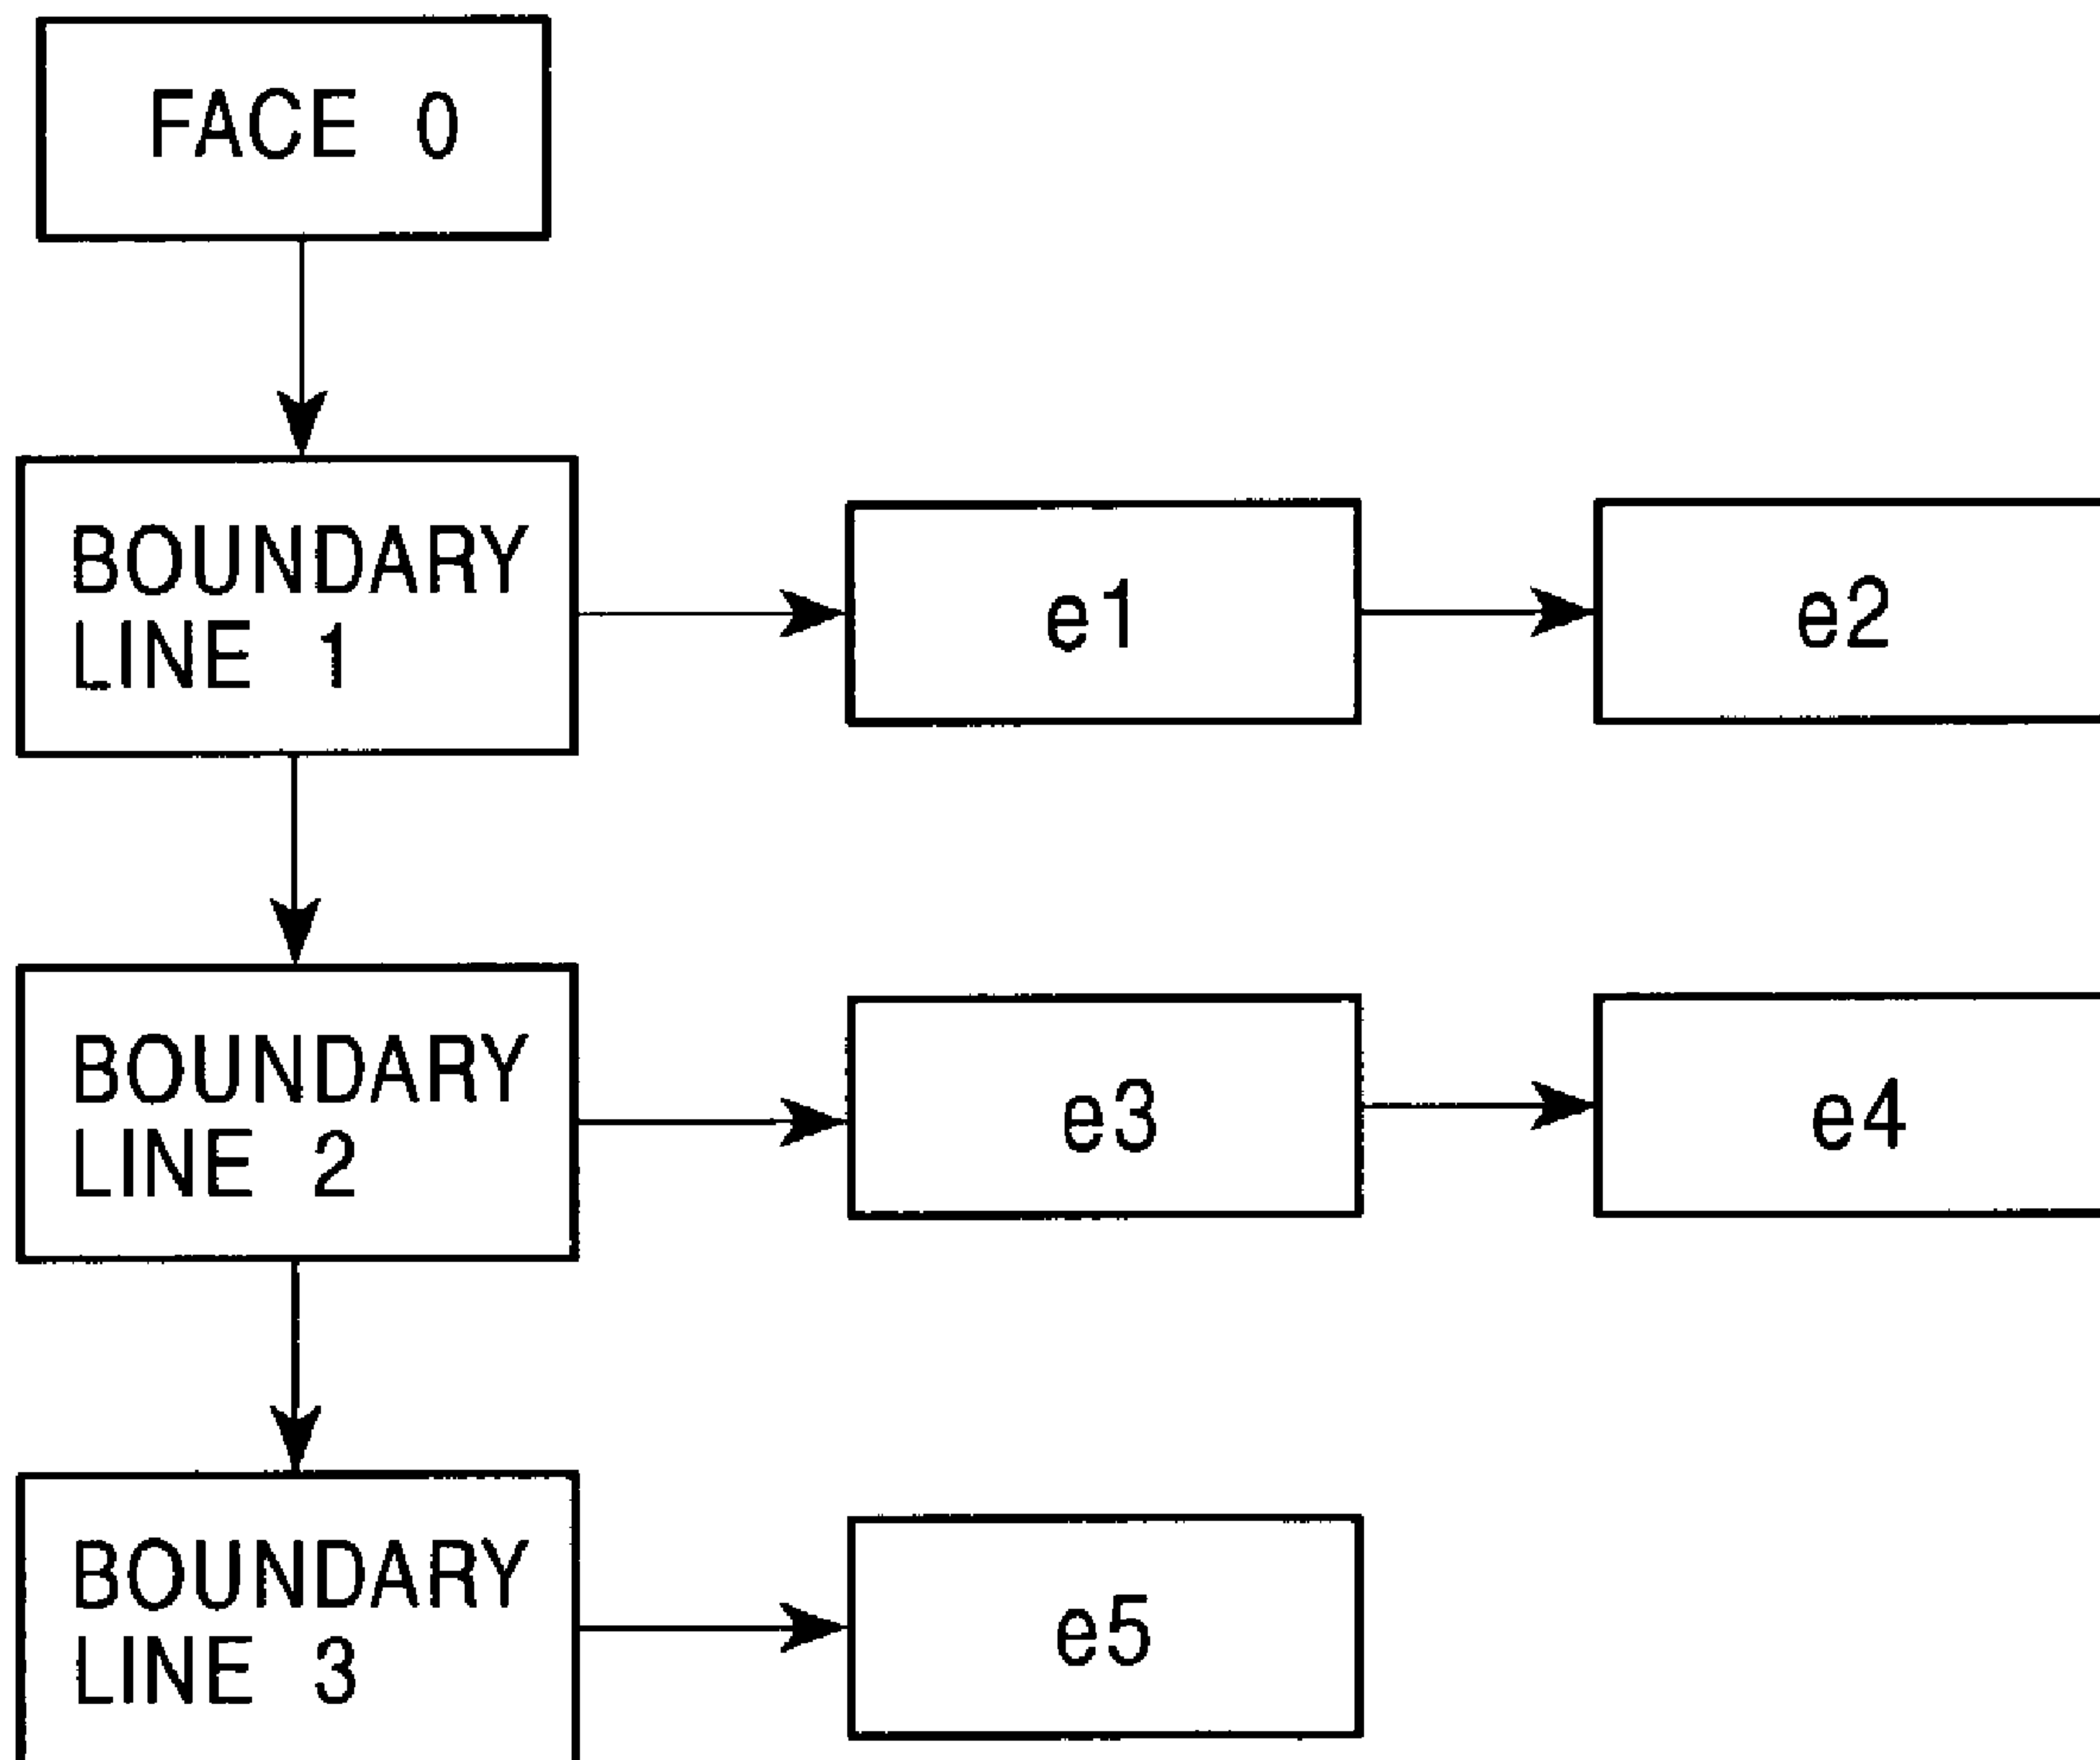 FACE 0
BOUNDARY
LINE 1
e1
e2
BOUNDARY
LINE 2
e3
e4
BOUNDARY
LINE 3
e5